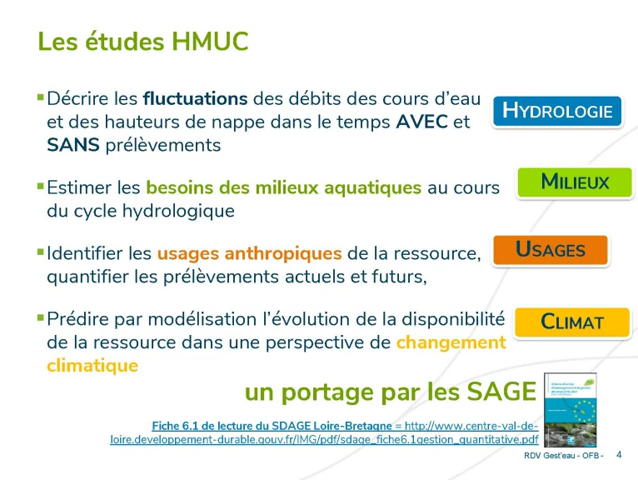 Les études HMUC
Décrire les fluctuations des débits des cours d'eau
et des hauteurs de nappe dans le temps AVEC et
SANS prélèvements
HYDROLOGIE
Estimer les besoins des milieux aquatiques au cours
du cycle hydrologique
MILIEUX
Identifier les usages anthropiques de la ressource,
quantifier les prélèvements actuels et futurs,
USAGES
Prédire par modélisation l'évolution de la disponibilité
de la ressource dans une perspective de changement
climatique
CLIMAT
un portage par les SAGE
Fiche 6.1 de lecture du SDAGE Loire-Bretagne = http://www.centre-val-de-
loire.developpement-durable.gouv.fr/IMG/pdf/sdage_fiche6.1gestion_quantitative.pdf
RDV Gest'eau - OFB - 4